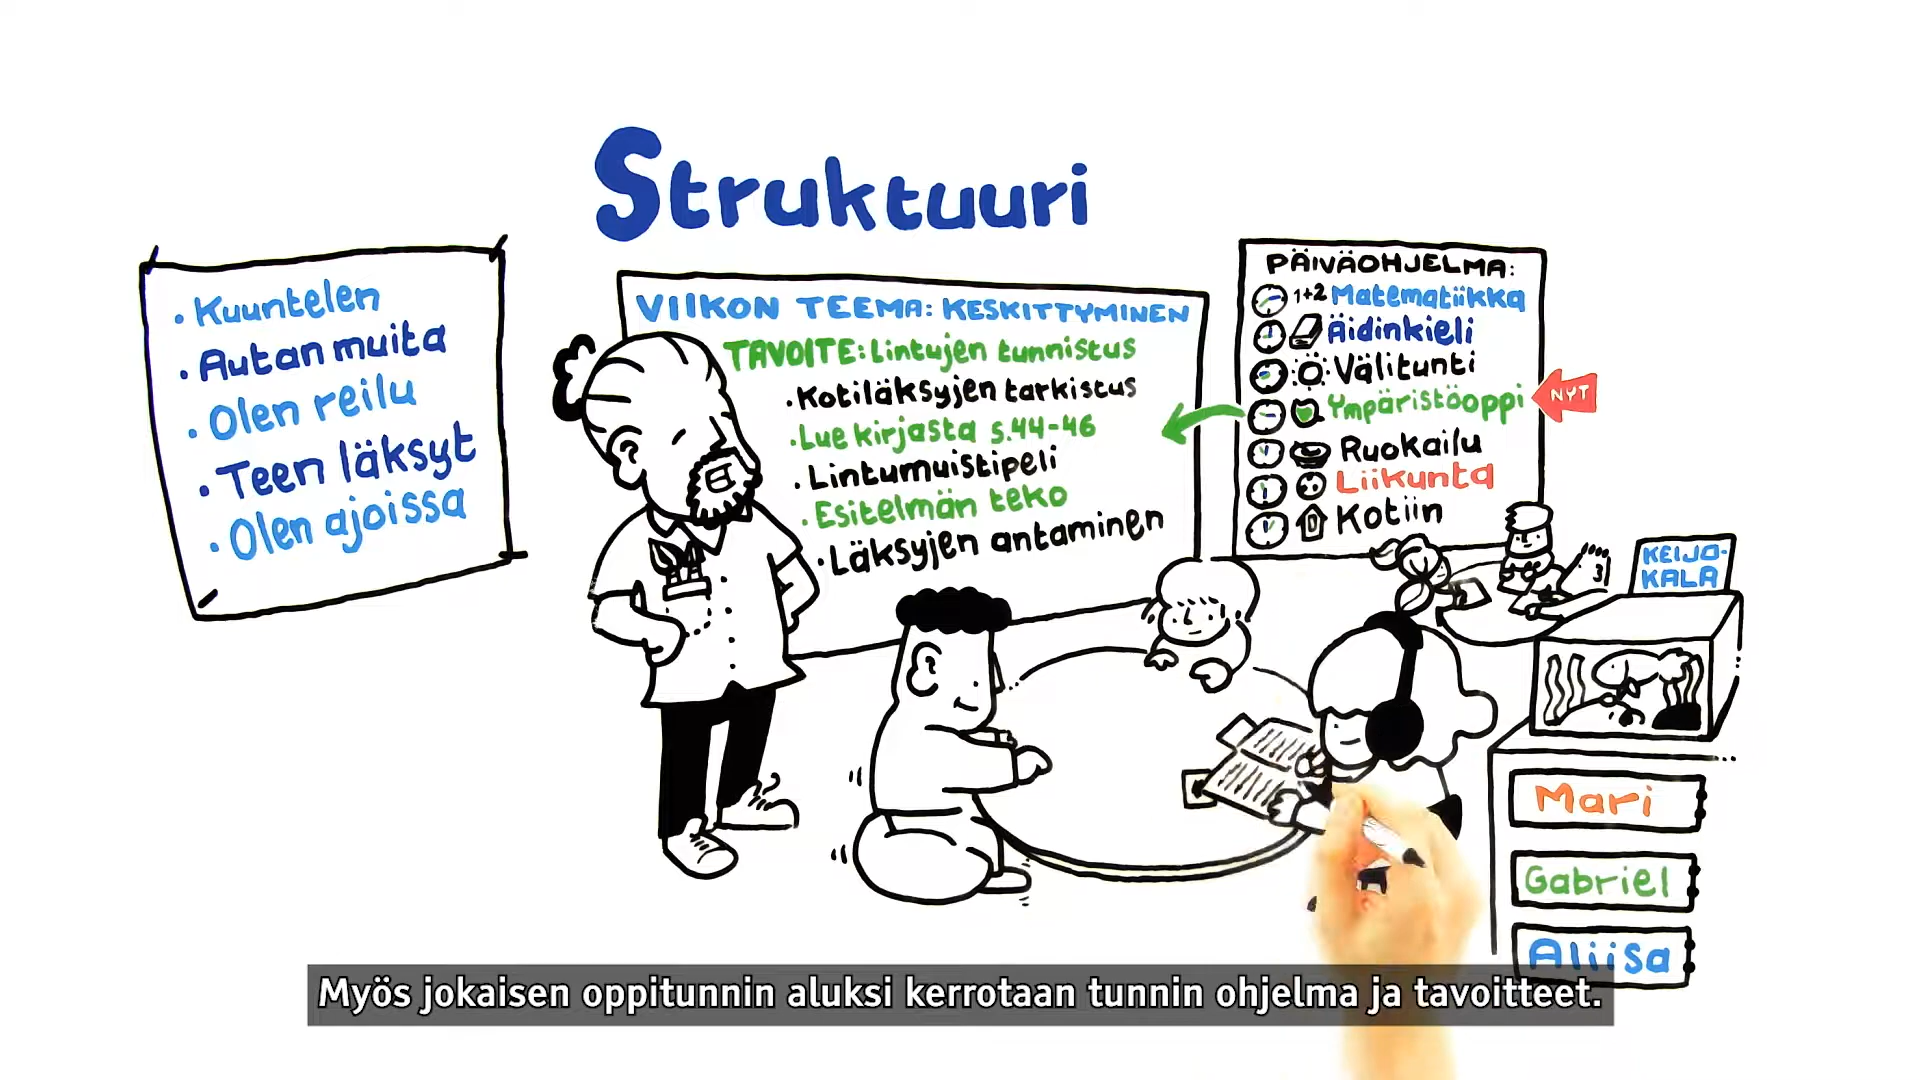 Struktuuri
• Kuuntelen
• Autan muita
• Olen reilu
• Teen läksyt
• Olen ajoissa
VIIKON TEEMA: KESKITTYMINEN
TAVOITE: Lintujen tunnistus
• Kotiläksyjen tarkistus
• Lue kirjasta s.44-46
• Lintumuistipeli
• Esitelmän teko
• Läksyjen antaminen
PÄIVÄOHJELMA:
1+2 Matematiikka
Äidinkieli
Välitunti
Ympäristöoppi
NYT
Ruokailu
Liikunta
Kotiin
3
KEIJO-
KALA
Mari
Gabriel
Aliisa
Myös jokaisen oppitunnin aluksi kerrotaan tunnin ohjelma ja tavoitteet.